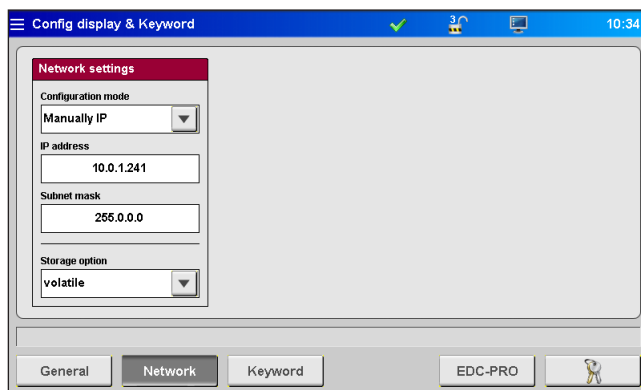 Config display & Keyword
3
10:34
Network settings
Configuration mode
Manually IP
IP address
10.0.1.241
Subnet mask
255.0.0.0
Storage option
volatile
General
Network
Keyword
EDC-PRO